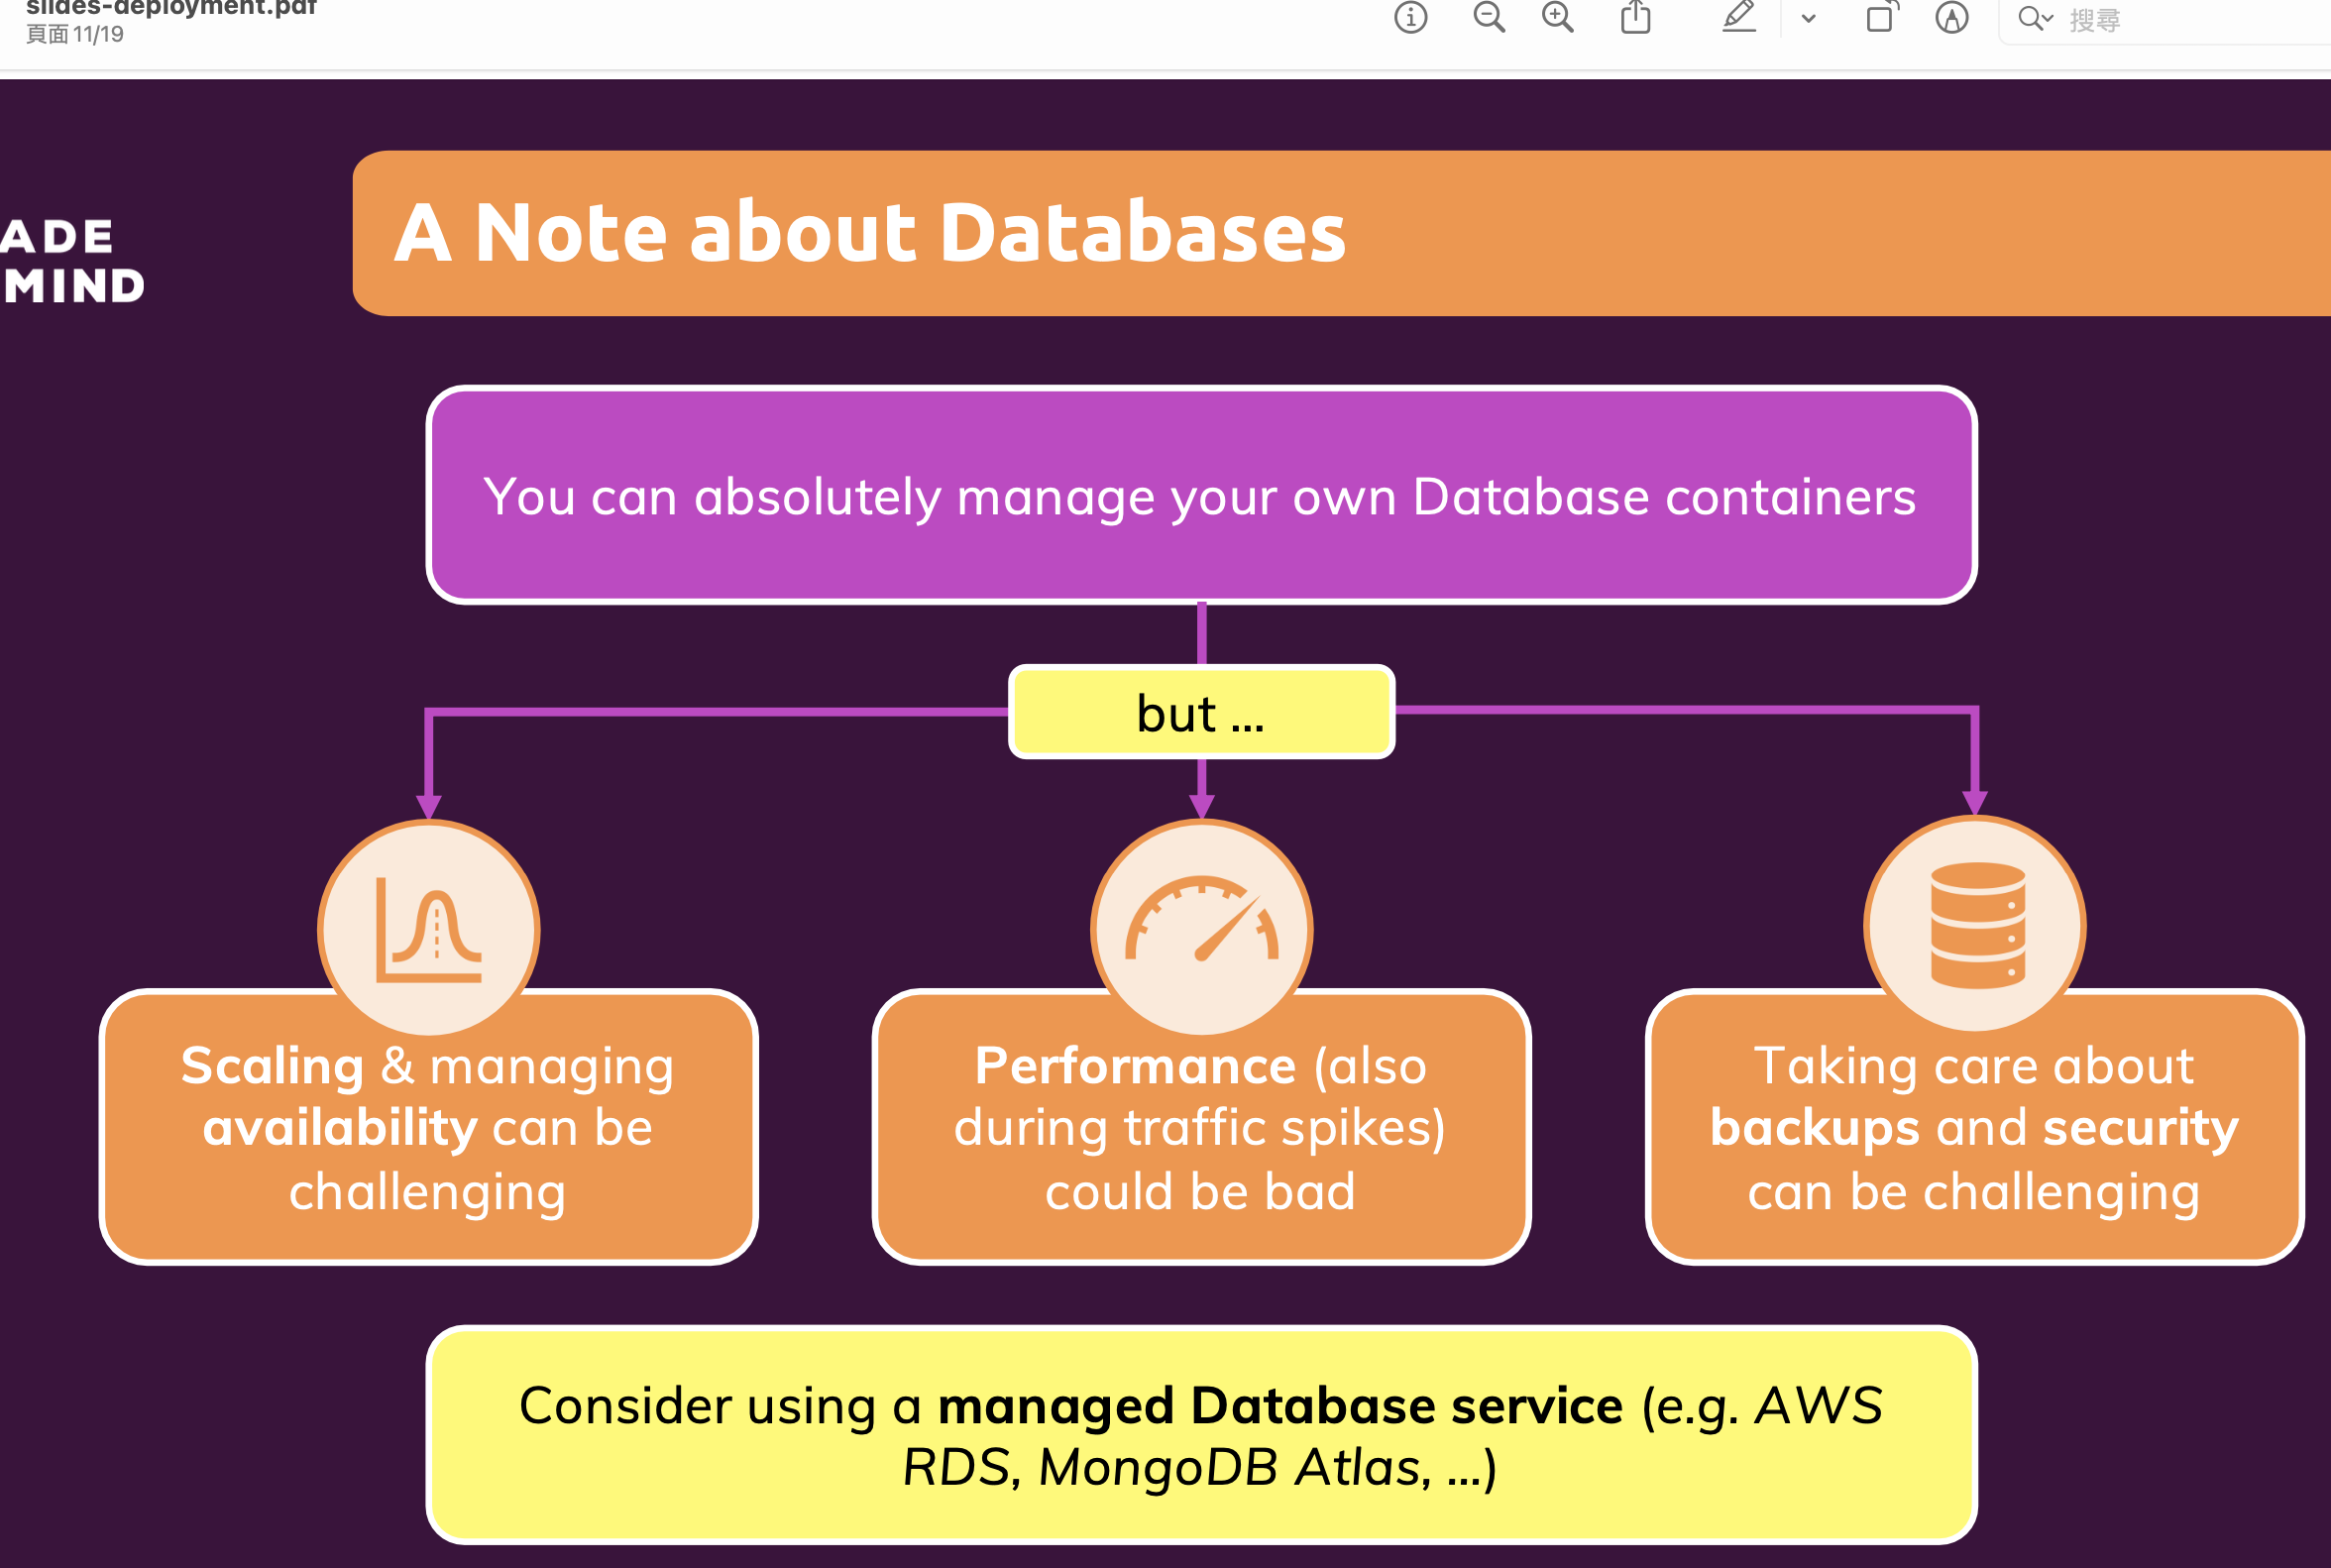 slides-deployment.pdf
頁面 11/19
搜尋
ADE
MIND
A Note about Databases
You can absolutely manage your own Database containers
but ...
Scaling & managing
availability can be
challenging
Performance (also
during traffic spikes)
could be bad
Taking care about
backups and security
can be challenging
Consider using a managed Database service (e.g. AWS
RDS, MongoDB Atlas, ...)